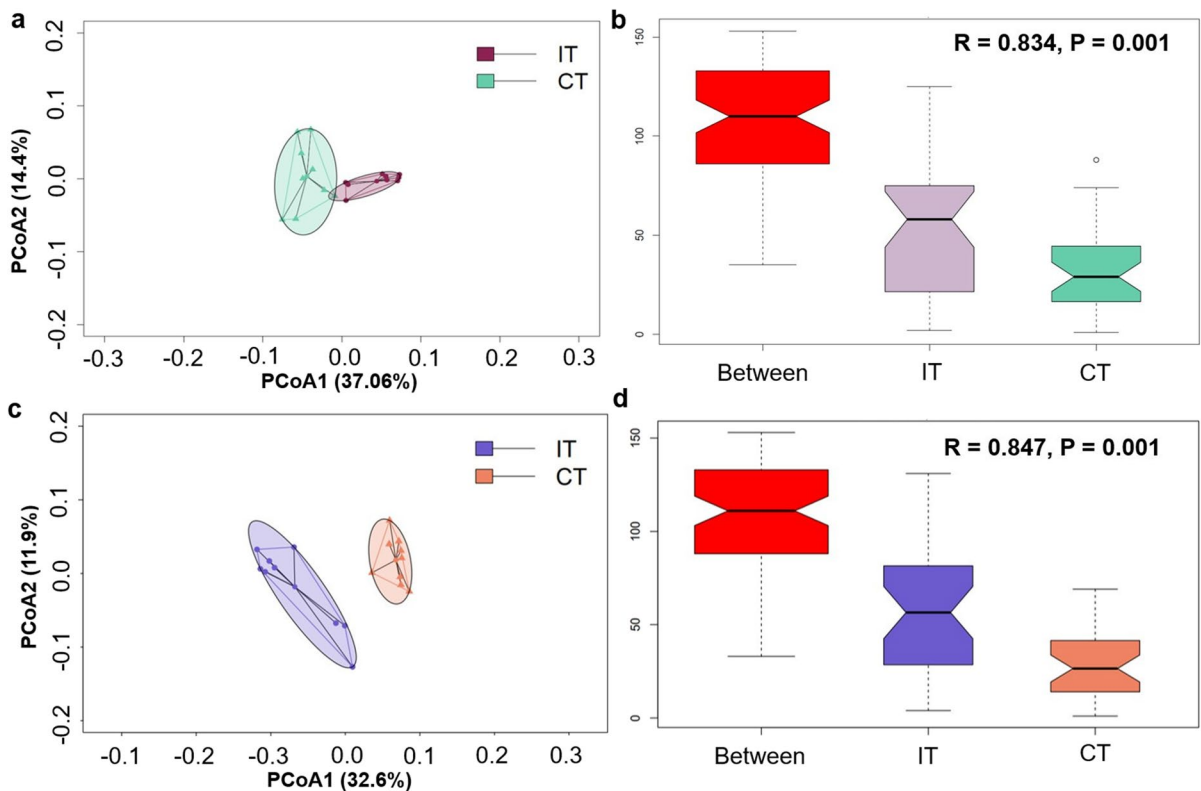 a
0.2
0.1
0.0
-0.1
-0.2
PCoA2 (14.4%)
IT
CT
-0.3 -0.2 -0.1 0.0 0.1 0.2 0.3
PCoA1 (37.06%)
b
R = 0.834, P = 0.001
150
100
50
0
Between IT CT
c
0.2
0.1
0.0
-0.1
-0.2
PCoA2 (11.9%)
IT
CT
-0.1 -0.2 -0.3 0.0 0.1 0.2 0.3
PCoA1 (32.6%)
d
R = 0.847, P = 0.001
150
100
50
0
Between IT CT